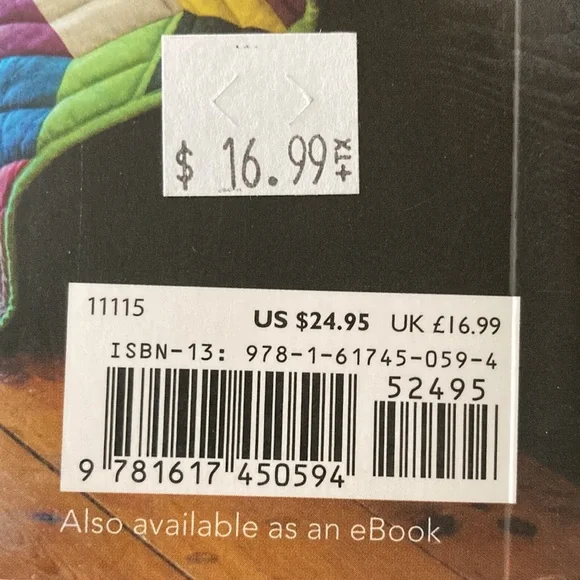 $ 16.99 +TX
11115
US $24.95 UK £16.99
ISBN-13: 978-1-61745-059-4
52495
9 781617 450594
Also available as an eBook